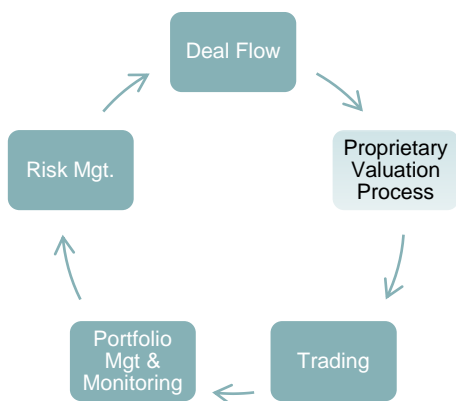 Deal Flow
Proprietary
Valuation
Process
Trading
Portfolio
Mgt &
Monitoring
Risk Mgt.